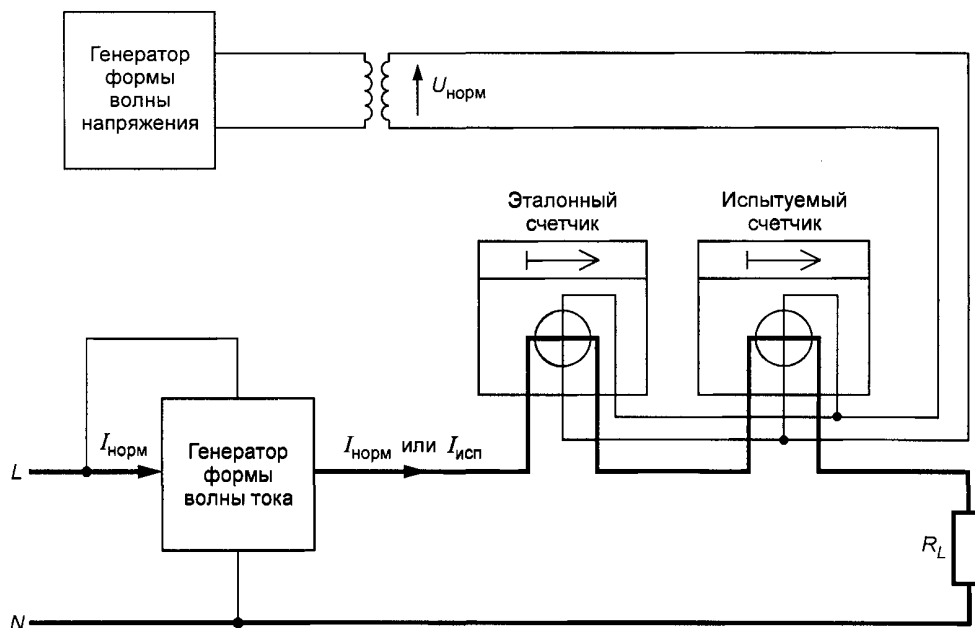 Генератор
формы
волны
напряжения
Uнорм
Эталонный
счетчик
Испытуемый
счетчик
L
Iнорм
Генератор
формы
волны тока
Iнорм или Iисп
RL
N